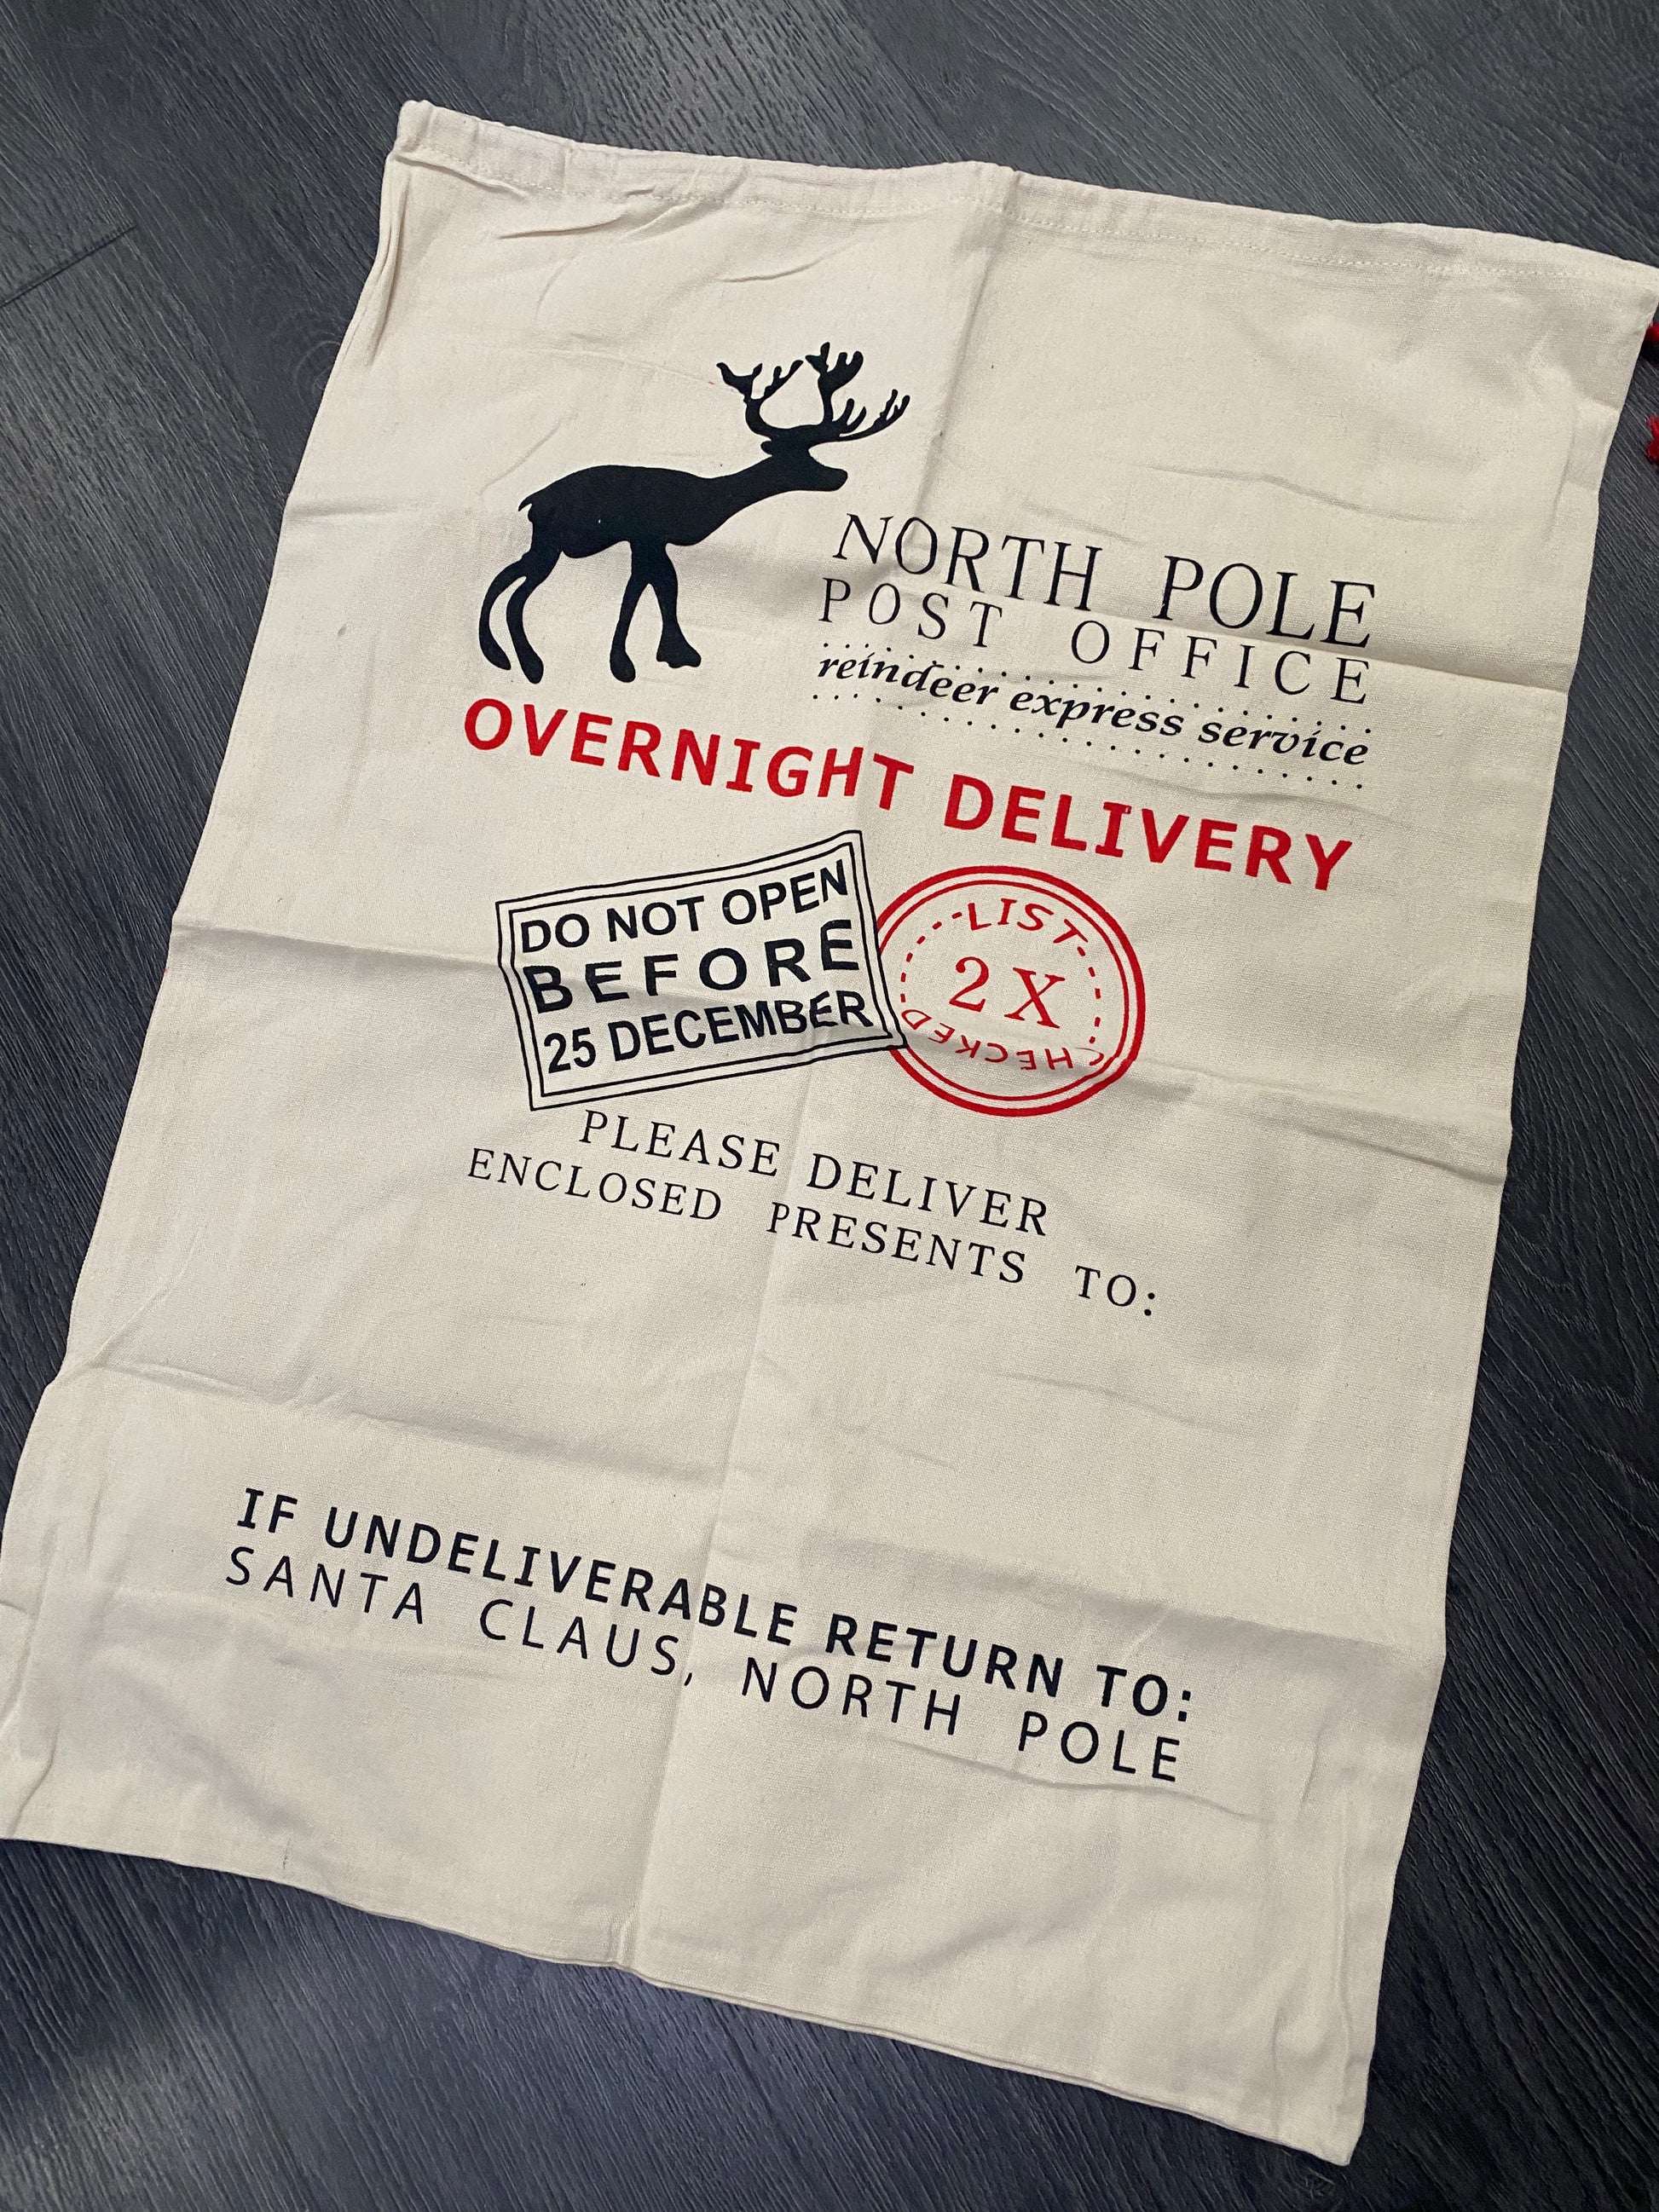 NORTH POLE
POST OFFICE
reindeer express service
OVERNIGHT DELIVERY
DO NOT OPEN
BEFORE
25 DECEMBER
LIST
2 X
CHECKED
PLEASE DELIVER
ENCLOSED PRESENTS TO:
IF UNDELIVERABLE RETURN TO:
SANTA CLAUS, NORTH POLE